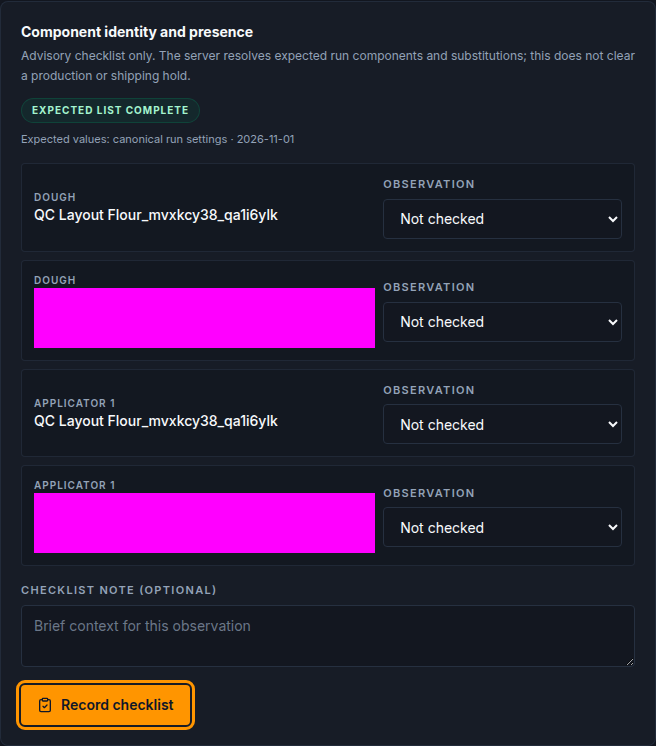 Component identity and presence
Advisory checklist only. The server resolves expected run components and substitutions; this does not clear
a production or shipping hold.
EXPECTED LIST COMPLETE
Expected values: canonical run settings · 2026-11-01
DOUGH
QC Layout Flour_mvxkcy38_qa1i6ylk
OBSERVATION
Not checked
DOUGH
OBSERVATION
Not checked
APPLICATOR 1
QC Layout Flour_mvxkcy38_qa1i6ylk
OBSERVATION
Not checked
APPLICATOR 1
OBSERVATION
Not checked
CHECKLIST NOTE (OPTIONAL)
Brief context for this observation
Record checklist